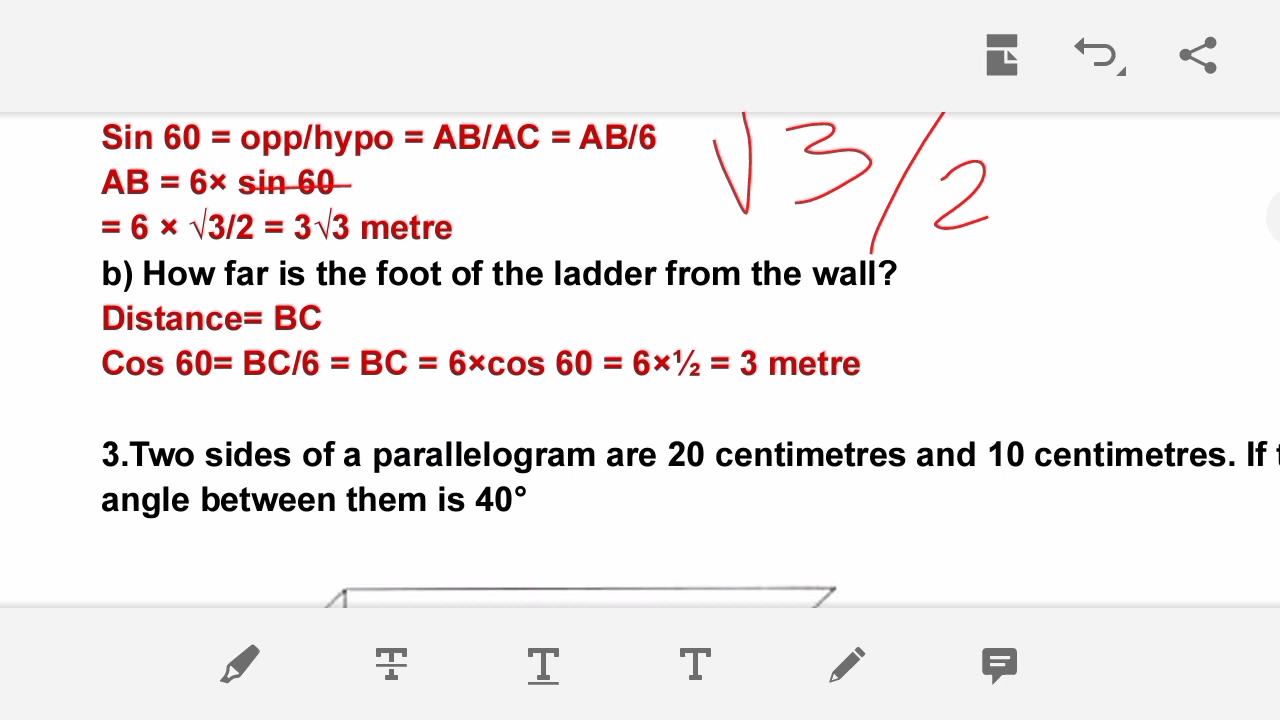 Sin 60 = opp/hypo = AB/AC = AB/6
AB = 6× sin 60
= 6 × √3/2 = 3√3 metre
√3/2
b) How far is the foot of the ladder from the wall?
Distance= BC
Cos 60= BC/6 = BC = 6×cos 60 = 6×½ = 3 metre
3.Two sides of a parallelogram are 20 centimetres and 10 centimetres. If
angle between them is 40°